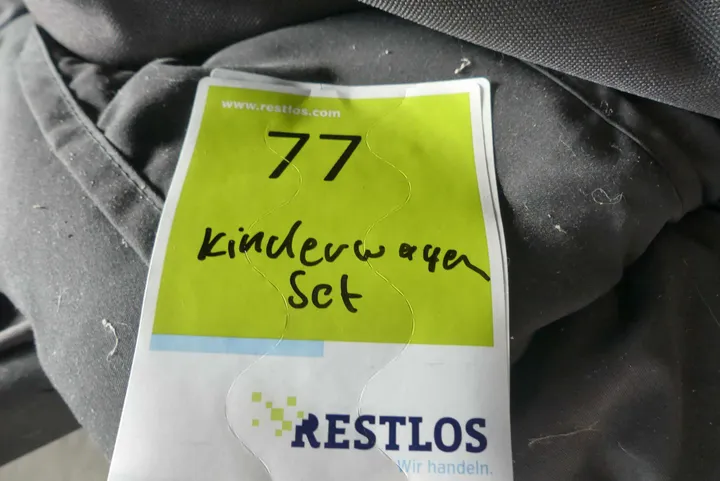 www.restlos.com
77
Kinderwagen
Set
RESTLOS
Wir handeln.